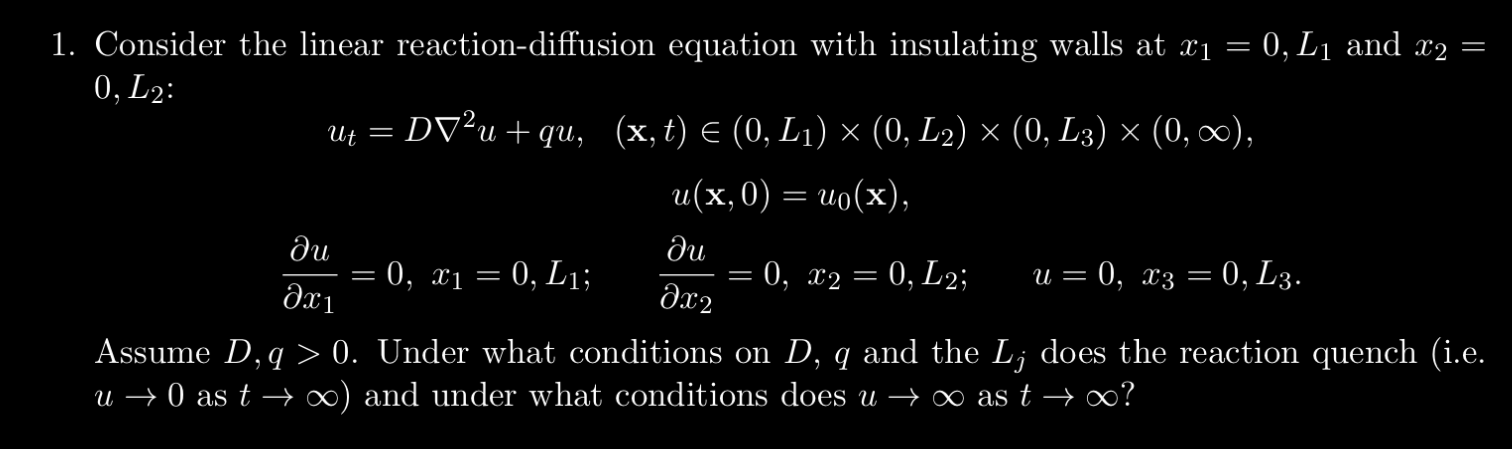 1. Consider the linear reaction-diffusion equation with insulating walls at $x_1 = 0, L_1$ and $x_2 =$
$0, L_2$:
$u_t = D\nabla^2 u + qu, \quad (\mathbf{x}, t) \in (0, L_1) \times (0, L_2) \times (0, L_3) \times (0, \infty),$
$u(\mathbf{x}, 0) = u_0(\mathbf{x}),$
$\frac{\partial u}{\partial x_1} = 0, \ x_1 = 0, L_1; \quad \frac{\partial u}{\partial x_2} = 0, \ x_2 = 0, L_2; \quad u = 0, \ x_3 = 0, L_3.$
Assume $D, q > 0$. Under what conditions on $D$, $q$ and the $L_j$ does the reaction quench (i.e.
$u \to 0$ as $t \to \infty$) and under what conditions does $u \to \infty$ as $t \to \infty$?